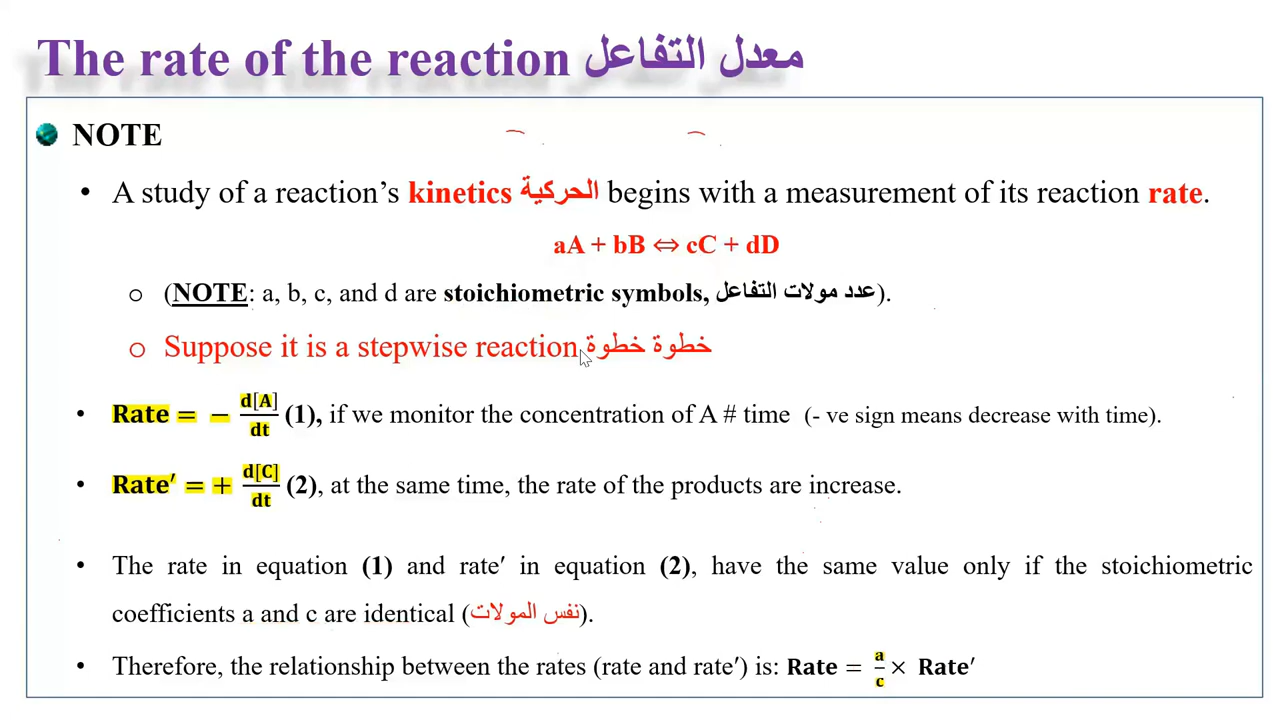 The rate of the reaction معدل التفاعل
NOTE
• A study of a reaction’s kinetics الحركية begins with a measurement of its reaction rate.
aA + bB ⇔ cC + dD
o (NOTE: a, b, c, and d are stoichiometric symbols, عدد مولات التفاعل).
o Suppose it is a stepwise reaction خطوة خطوة
• Rate = − d[A]/dt (1), if we monitor the concentration of A # time (- ve sign means decrease with time).
• Rate′ = + d[C]/dt (2), at the same time, the rate of the products are increase.
• The rate in equation (1) and rate′ in equation (2), have the same value only if the stoichiometric
coefficients a and c are identical (نفس المولات).
• Therefore, the relationship between the rates (rate and rate′) is: Rate = a/c × Rate′